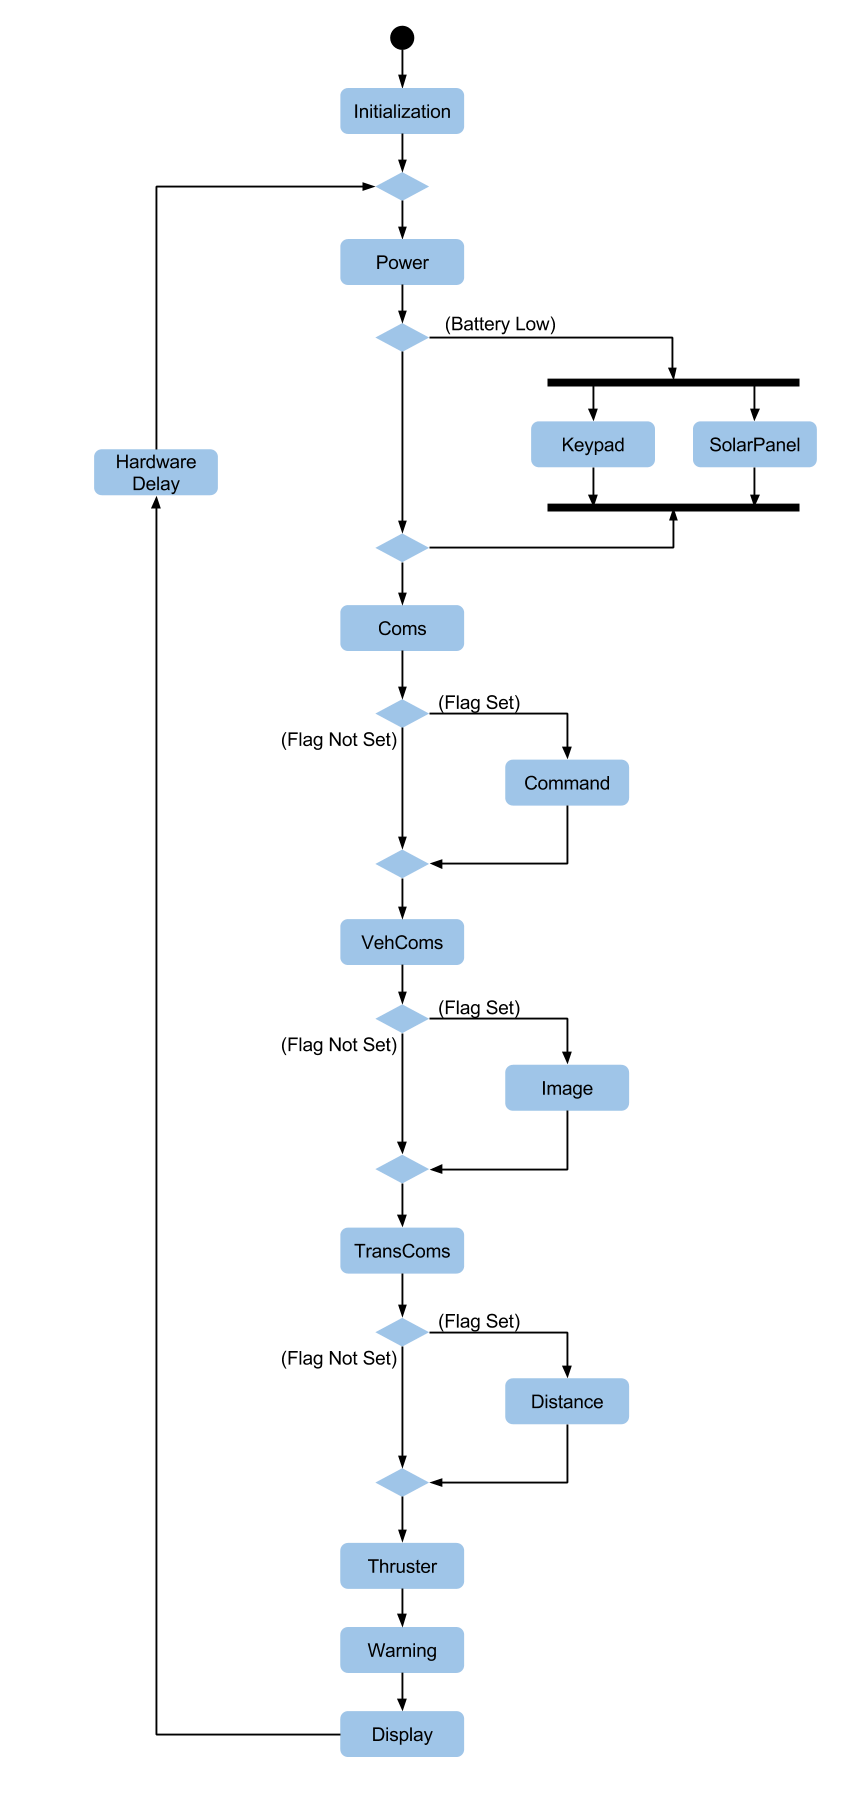 Initialization
Power
(Battery Low)
Keypad
SolarPanel
Hardware
Delay
Coms
(Flag Set)
(Flag Not Set)
Command
VehComs
(Flag Set)
(Flag Not Set)
Image
TransComs
(Flag Set)
(Flag Not Set)
Distance
Thruster
Warning
Display